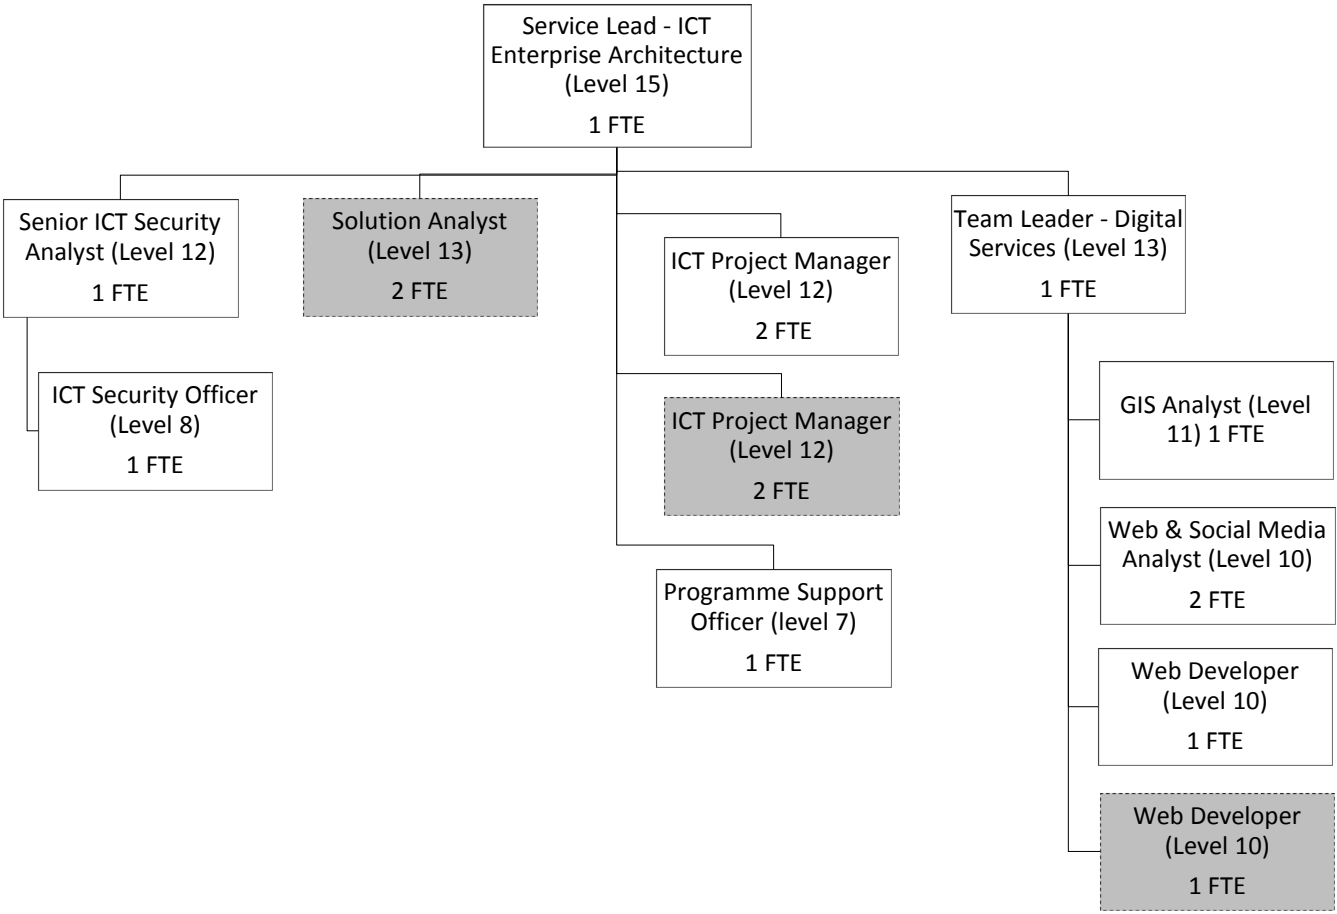 Service Lead - ICT
Enterprise Architecture
(Level 15)
1 FTE
Senior ICT Security
Analyst (Level 12)
1 FTE
ICT Security Officer
(Level 8)
1 FTE
Solution Analyst
(Level 13)
2 FTE
ICT Project Manager
(Level 12)
2 FTE
ICT Project Manager
(Level 12)
2 FTE
Programme Support
Officer (level 7)
1 FTE
Team Leader - Digital
Services (Level 13)
1 FTE
GIS Analyst (Level
11) 1 FTE
Web & Social Media
Analyst (Level 10)
2 FTE
Web Developer
(Level 10)
1 FTE
Web Developer
(Level 10)
1 FTE